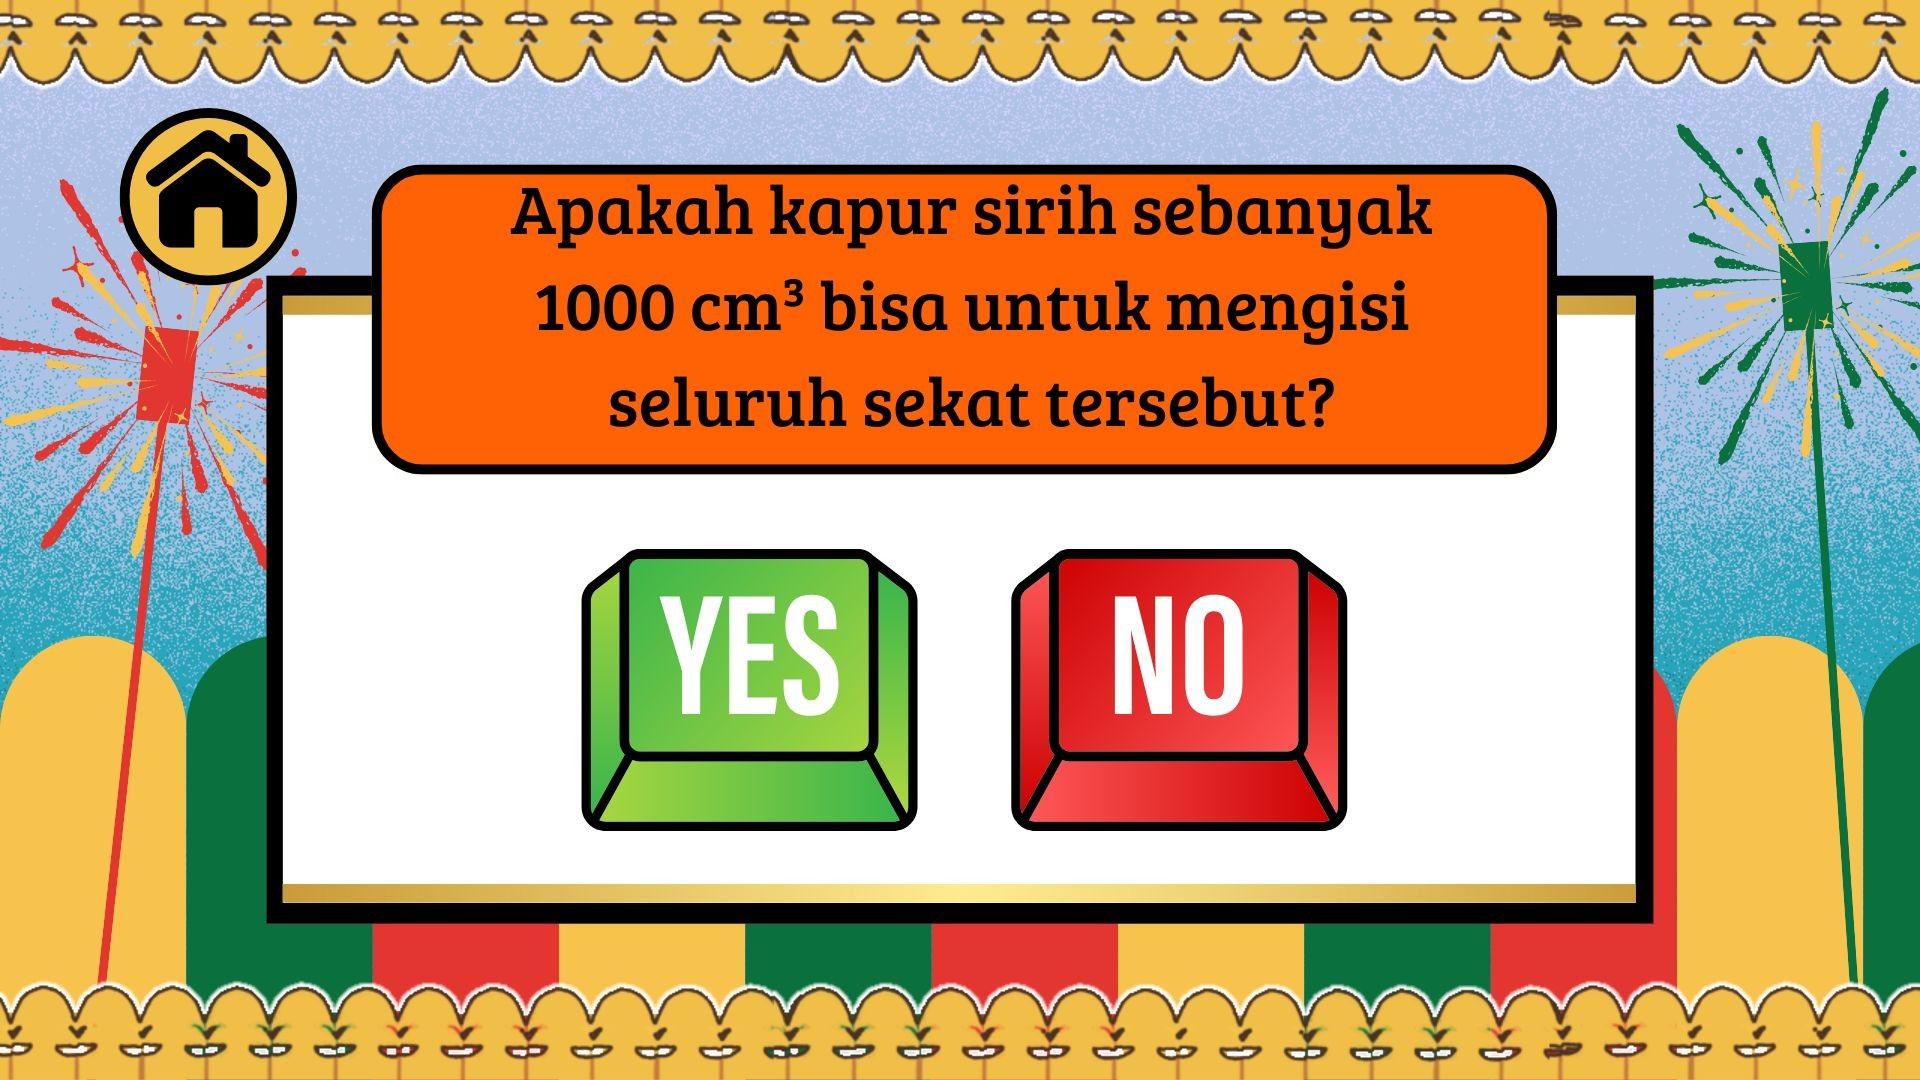 Apakah kapur sirih sebanyak
1000 cm³ bisa untuk mengisi
seluruh sekat tersebut?
YES
NO